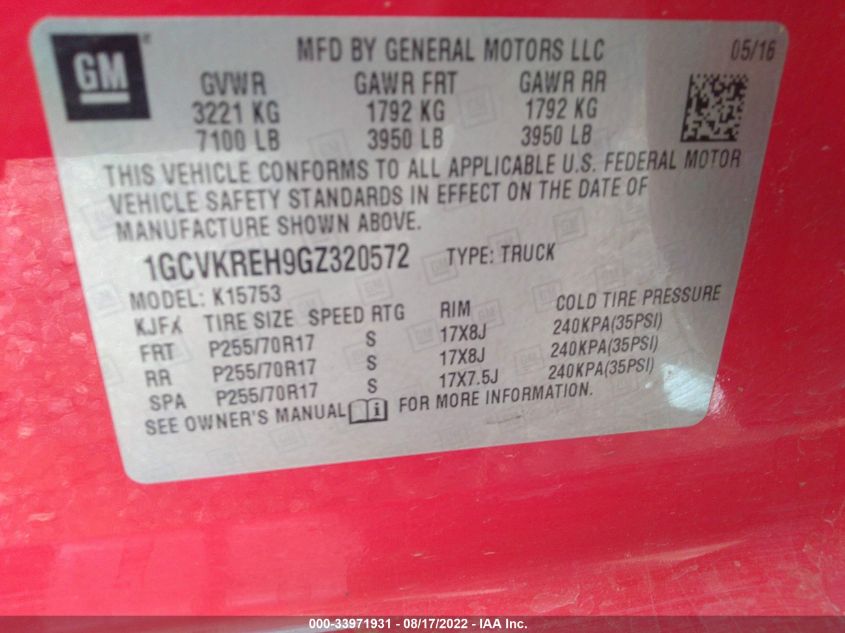 GM® MFD BY GENERAL MOTORS LLC 05/16
GVWR GAWR FRT GAWR RR
3221 KG 1792 KG 1792 KG
7100 LB 3950 LB 3950 LB
THIS VEHICLE CONFORMS TO ALL APPLICABLE U.S. FEDERAL MOTOR
VEHICLE SAFETY STANDARDS IN EFFECT ON THE DATE OF
MANUFACTURE SHOWN ABOVE.
1GCVKREH9GZ320572 TYPE: TRUCK
MODEL: K15753
KJFX TIRE SIZE SPEED RTG RIM COLD TIRE PRESSURE
FRT P255/70R17 S 17X8J 240KPA(35PSI)
RR P255/70R17 S 17X8J 240KPA(35PSI)
SPA P255/70R17 S 17X7.5J 240KPA(35PSI)
SEE OWNER'S MANUAL FOR MORE INFORMATION.
000-33971931 - 08/17/2022 - IAA Inc.